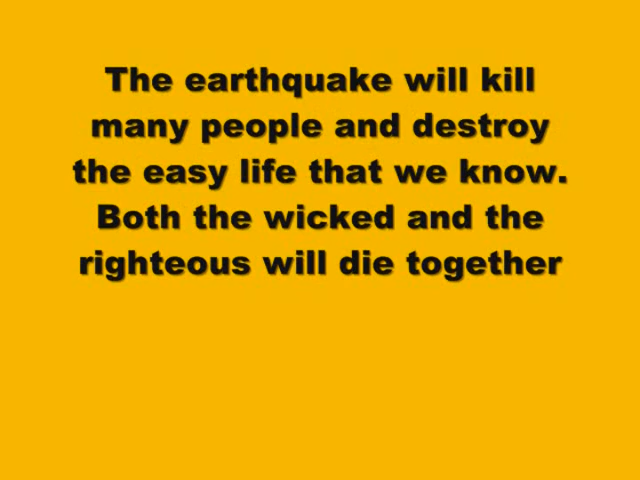 The earthquake will kill
many people and destroy
the easy life that we know.
Both the wicked and the
righteous will die together